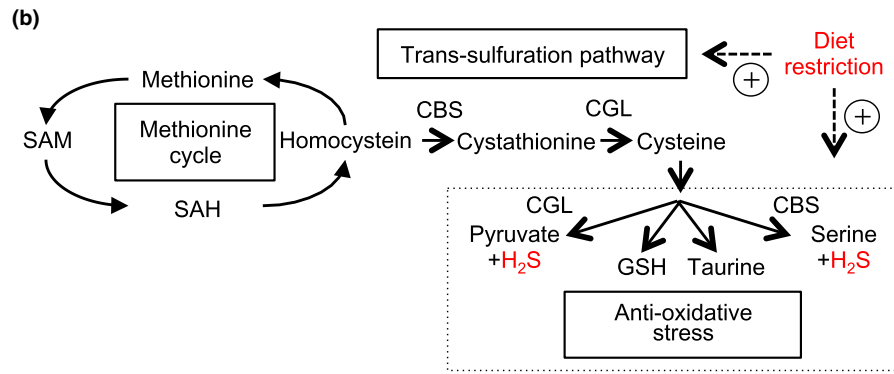 (b)
Trans-sulfuration pathway
Diet
restriction
+
+
Methionine
SAM
Methionine
cycle
SAH
Homocystein
CBS
Cystathionine
CGL
Cysteine
CGL
CBS
Pyruvate
+H₂S
GSH
Taurine
Serine
+H₂S
Anti-oxidative
stress